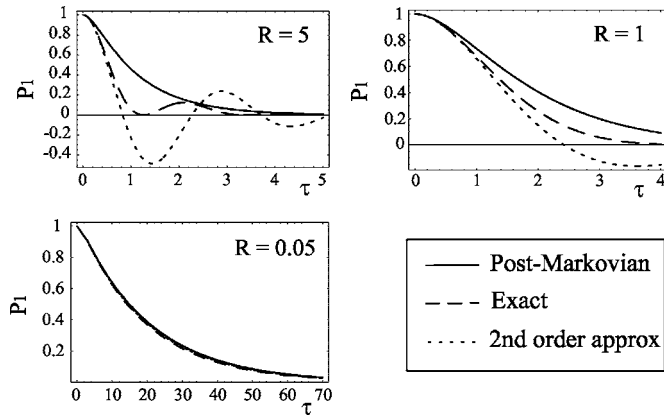 R = 5
P1
1
0.8
0.6
0.4
0.2
0
-0.2
-0.4
0 1 2 3 4 5
τ
R = 1
P1
1
0.8
0.6
0.4
0.2
0
0 1 2 3 4
τ
R = 0.05
P1
1
0.8
0.6
0.4
0.2
0 10 20 30 40 50 60 70
τ
Post-Markovian
Exact
2nd order approx